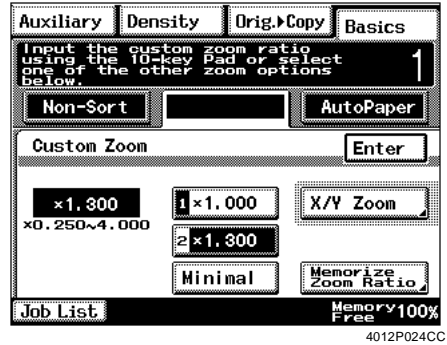 Auxiliary Density Orig.▶Copy Basics
Input the custom zoom ratio
using the 10-key Pad or select
one of the other zoom options
below.
1
Non-Sort AutoPaper
Custom Zoom Enter
×1.300 1 ×1.000 X/Y Zoom
×0.250~4.000
2 ×1.300
Minimal Memorize
Zoom Ratio
Job List Memory
Free 100%
4012P024CC